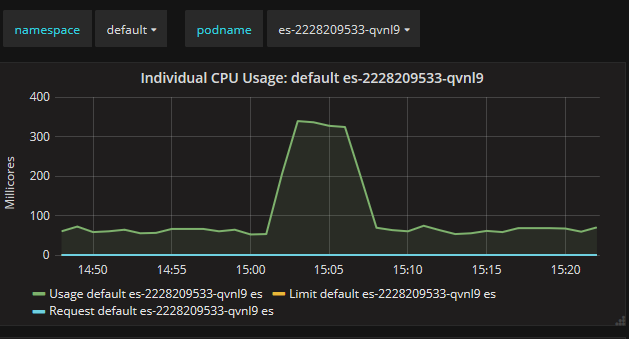 namespace default podname es-2228209533-qvnl9
Individual CPU Usage: default es-2228209533-qvnl9
Millicores
400
300
200
100
0
14:50 14:55 15:00 15:05 15:10 15:15 15:20
Usage default es-2228209533-qvnl9 es Limit default es-2228209533-qvnl9 es
Request default es-2228209533-qvnl9 es